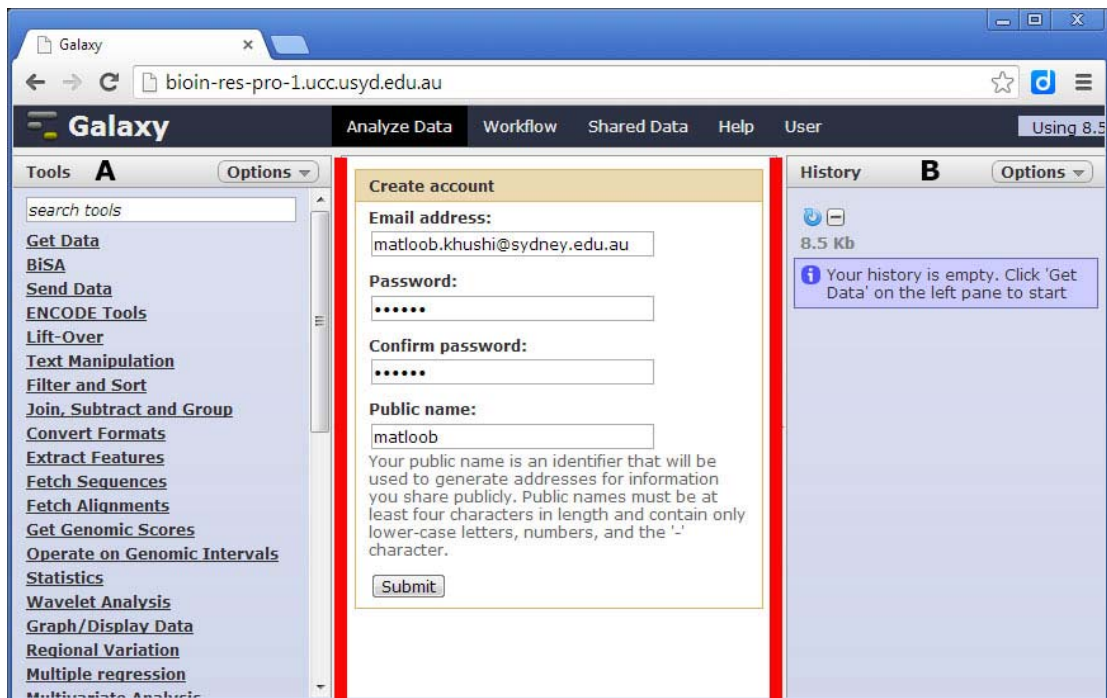 Galaxy
bioin-res-pro-1.ucc.usyd.edu.au
Galaxy
Analyze Data Workflow Shared Data Help User
Using 8.5
Tools A Options
search tools
Get Data
BiSA
Send Data
ENCODE Tools
Lift-Over
Text Manipulation
Filter and Sort
Join, Subtract and Group
Convert Formats
Extract Features
Fetch Sequences
Fetch Alignments
Get Genomic Scores
Operate on Genomic Intervals
Statistics
Wavelet Analysis
Graph/Display Data
Regional Variation
Multiple regression
Multivariate Analysis
Create account
Email address:
matloob.khushi@sydney.edu.au
Password:
••••••
Confirm password:
••••••
Public name:
matloob
Your public name is an identifier that will be
used to generate addresses for information
you share publicly. Public names must be at
least four characters in length and contain only
lower-case letters, numbers, and the '-'
character.
Submit
History B Options
8.5 Kb
Your history is empty. Click 'Get
Data' on the left pane to start